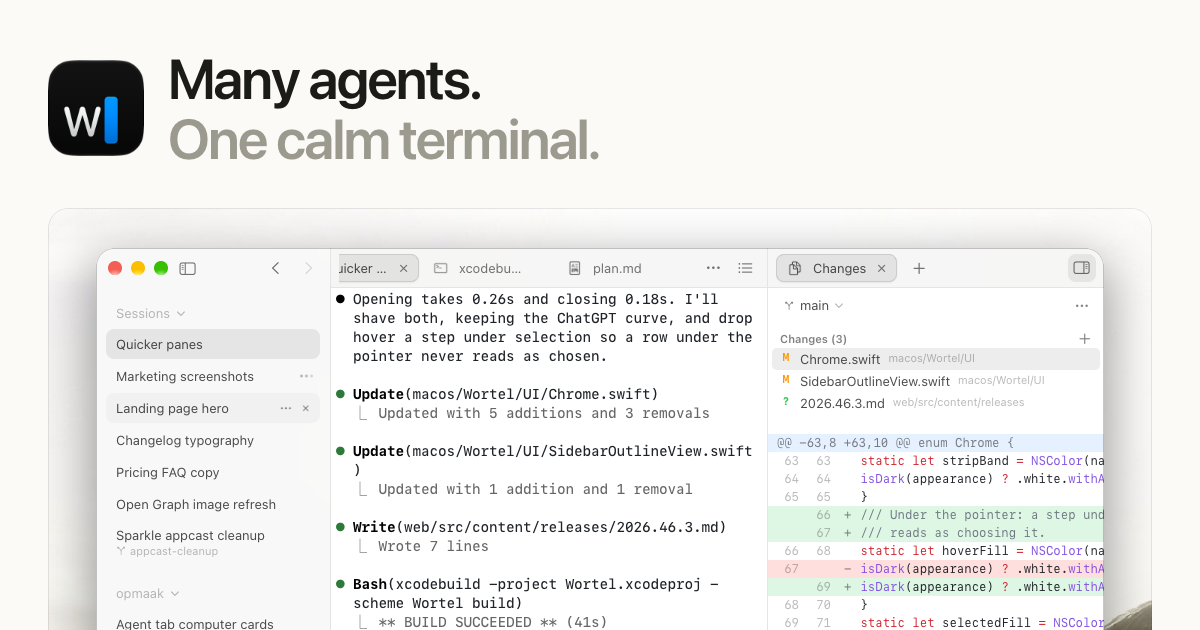 W
Many agents.
One calm terminal.
Sessions
Quicker panes
Marketing screenshots
Landing page hero
Changelog typography
Pricing FAQ copy
Open Graph image refresh
Sparkle appcast cleanup
appcast-cleanup
opmaak
Agent tab computer cards
uicker ...
xcodebu...
plan.md
Opening takes 0.26s and closing 0.18s. I'll
shave both, keeping the ChatGPT curve, and drop
hover a step under selection so a row under the
pointer never reads as chosen.
Update(macos/Wortel/UI/Chrome.swift)
Updated with 5 additions and 3 removals
Update(macos/Wortel/UI/SidebarOutlineView.swift
)
Updated with 1 addition and 1 removal
Write(web/src/content/releases/2026.46.3.md)
Wrote 7 lines
Bash(xcodebuild -project Wortel.xcodeproj -
scheme Wortel build)
** BUILD SUCCEEDED ** (41s)
Changes
main
Changes (3)
M Chrome.swift macos/Wortel/UI
M SidebarOutlineView.swift macos/Wortel/UI
? 2026.46.3.md web/src/content/releases
@@ -63,8 +63,10 @@ enum Chrome {
63 63 static let stripBand = NSColor(na
64 64 isDark(appearance) ? .white.withA
65 65 }
66 + /// Under the pointer: a step und
67 + /// reads as choosing it.
66 68 static let hoverFill = NSColor(na
67 - isDark(appearance) ? .white.withA
69 + isDark(appearance) ? .white.withA
68 70 }
69 71 static let selectedFill = NSColor